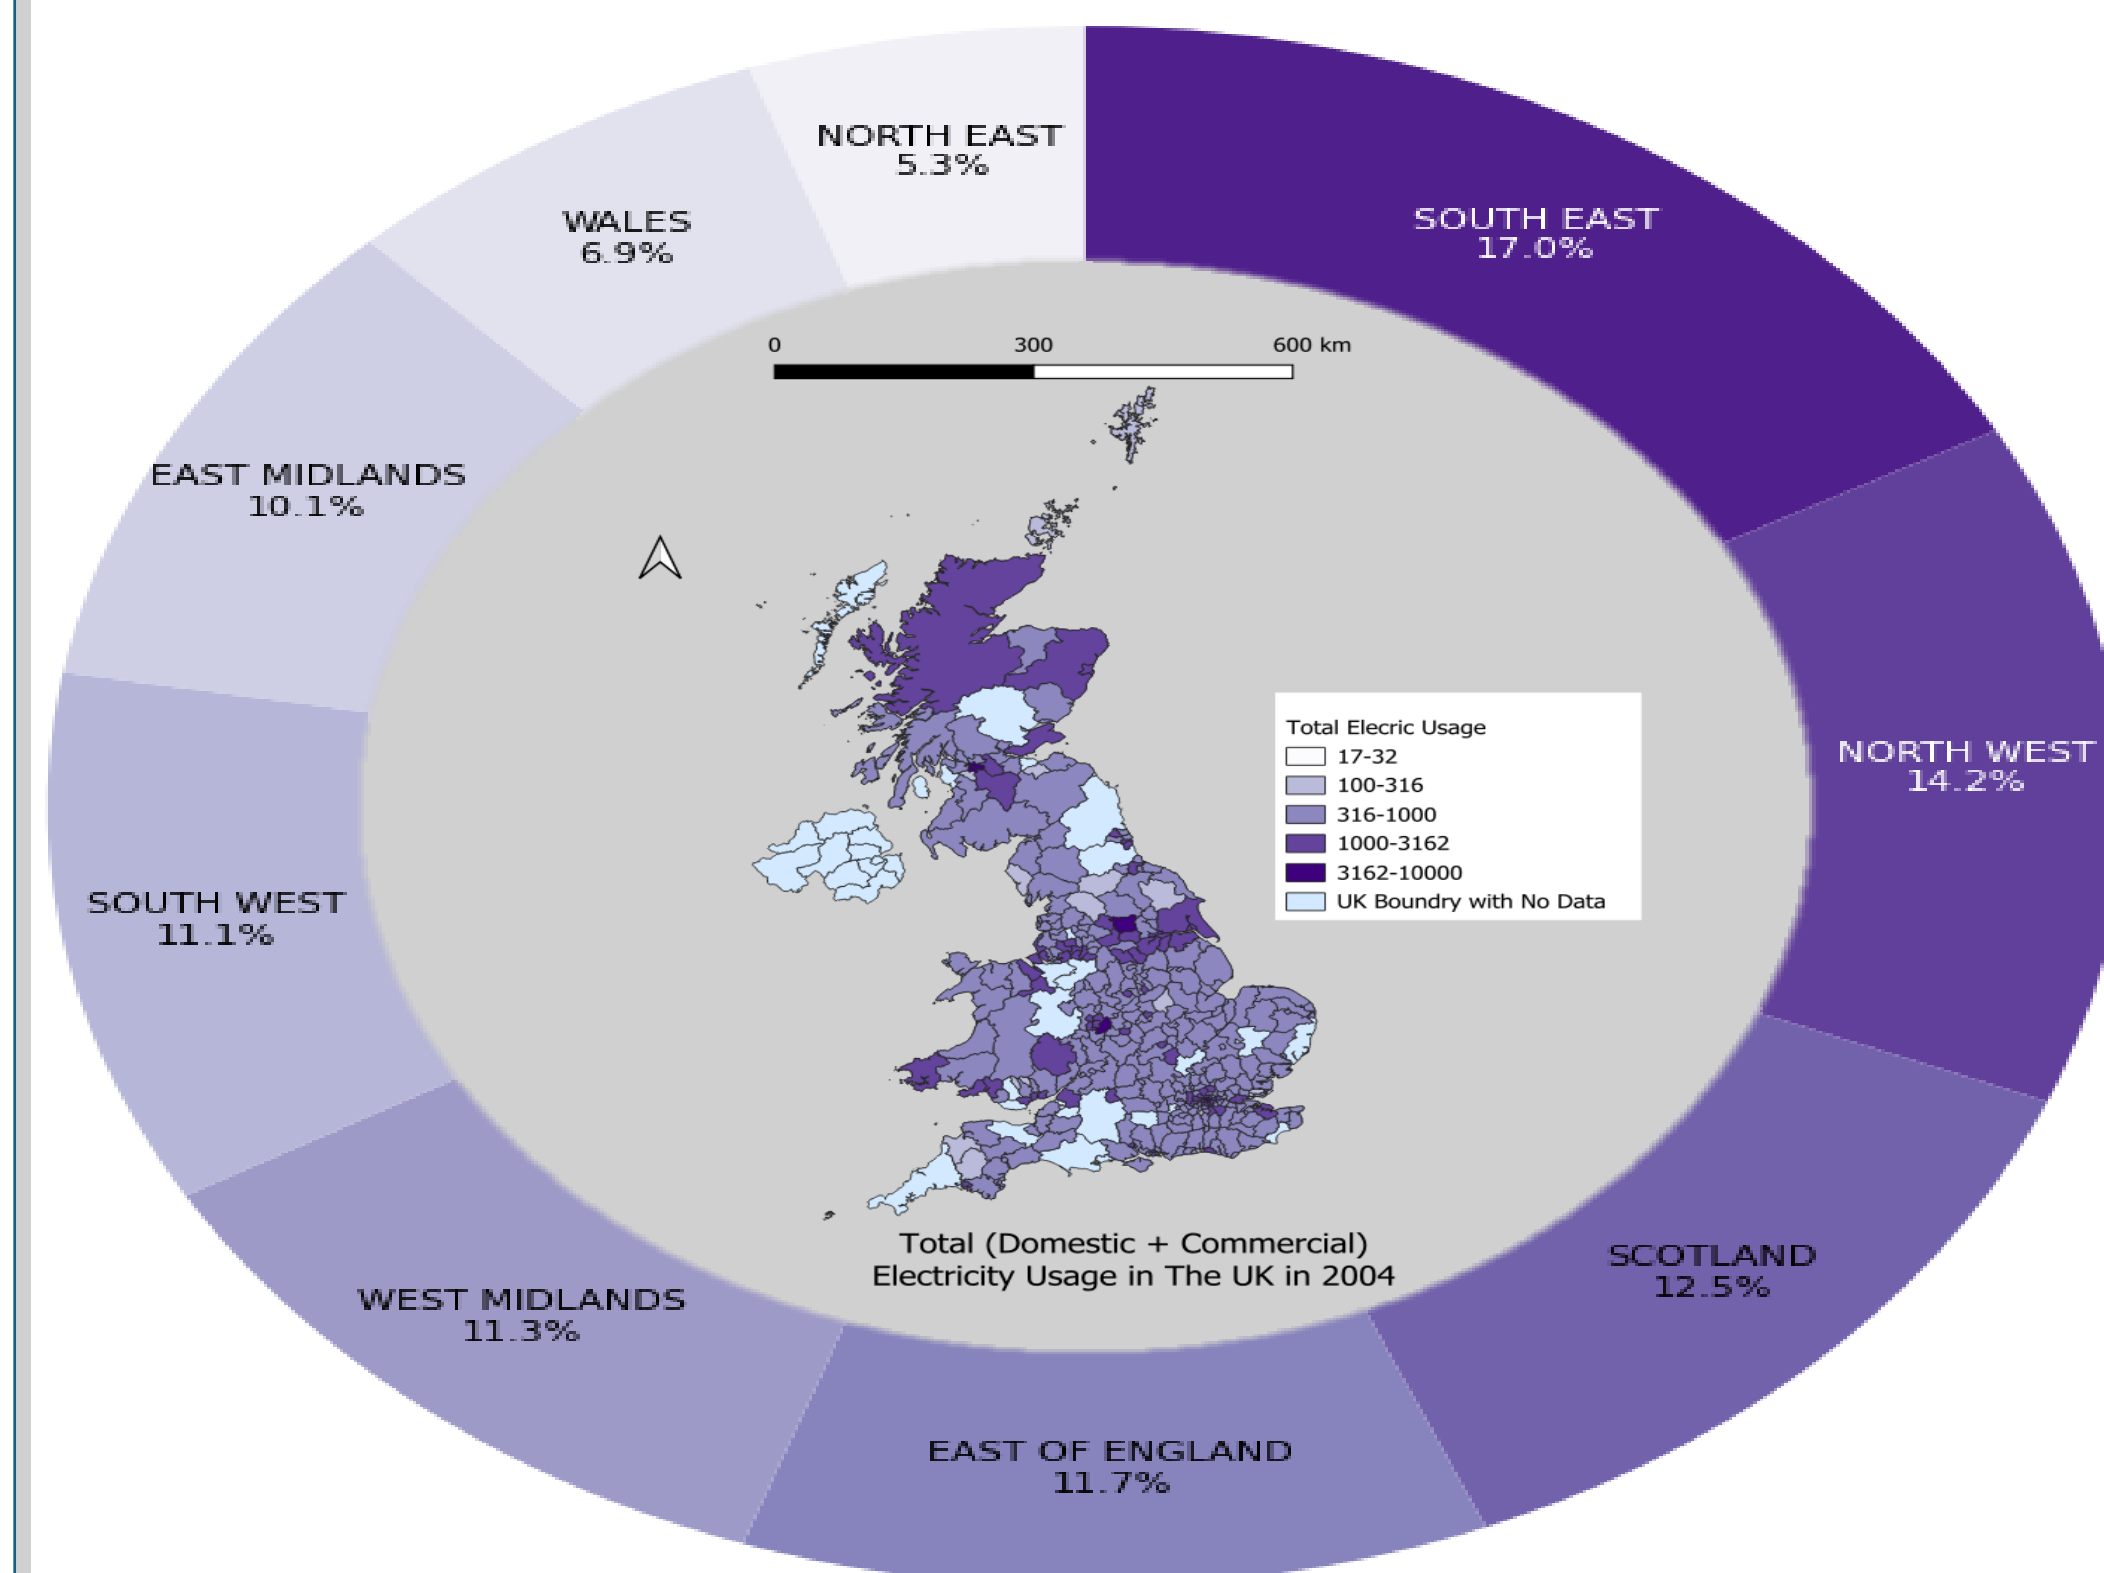 NORTH EAST
5.3%
SOUTH EAST
17.0%
WALES
6.9%
0 300 600 km
EAST MIDLANDS
10.1%
Total Elecric Usage
17-32
100-316
316-1000
1000-3162
3162-10000
UK Boundry with No Data
NORTH WEST
14.2%
SOUTH WEST
11.1%
Total (Domestic + Commercial)
Electricity Usage in The UK in 2004
SCOTLAND
12.5%
WEST MIDLANDS
11.3%
EAST OF ENGLAND
11.7%